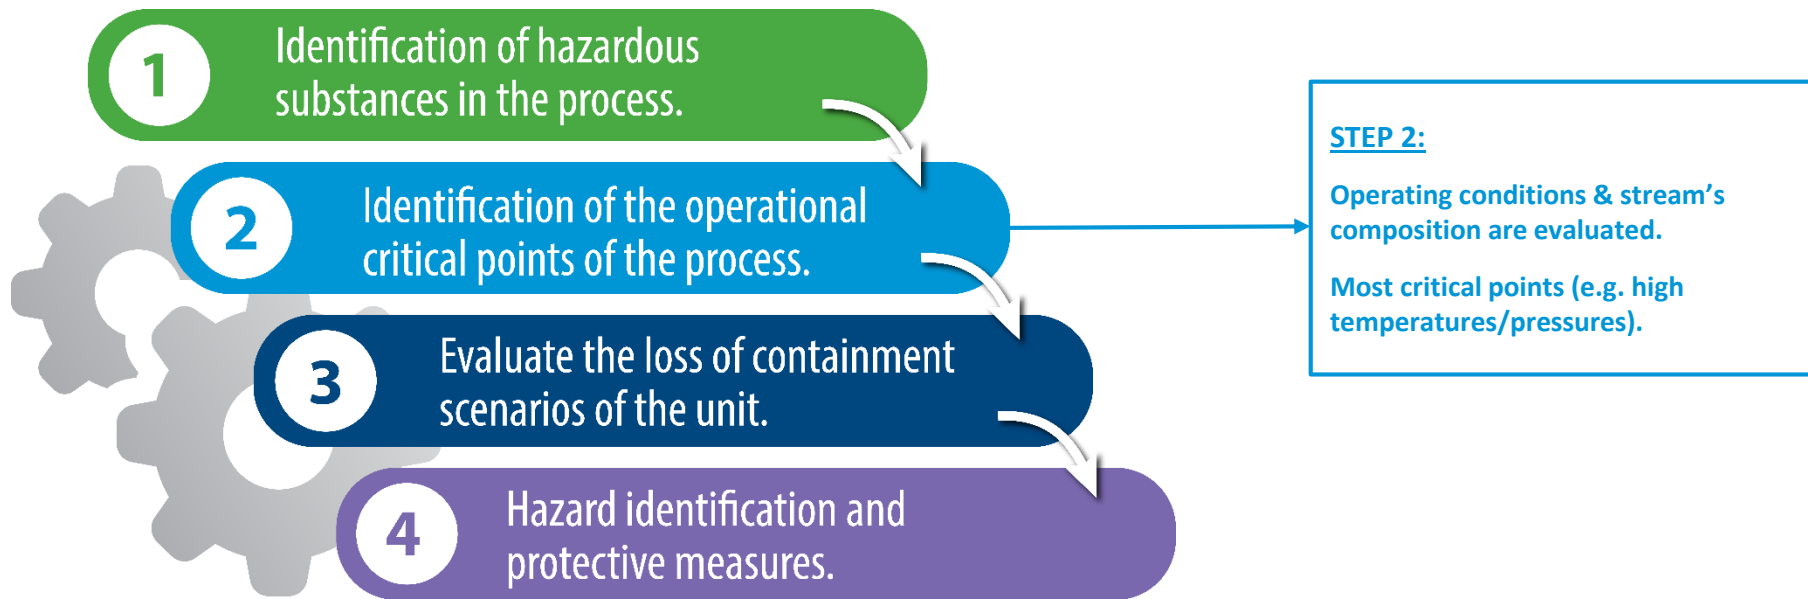 1
Identification of hazardous
substances in the process.
2
Identification of the operational
critical points of the process.
3
Evaluate the loss of containment
scenarios of the unit.
4
Hazard identification and
protective measures.
STEP 2:
Operating conditions & stream's
composition are evaluated.
Most critical points (e.g. high
temperatures/pressures).